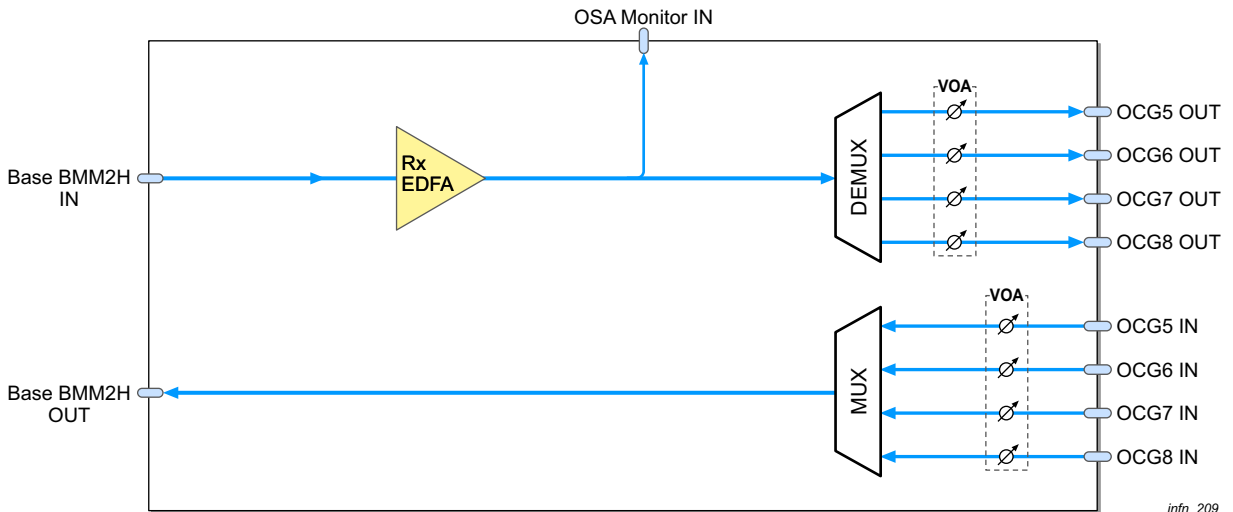 OSA Monitor IN
VOA
OCG5 OUT
OCG6 OUT
OCG7 OUT
OCG8 OUT
Base BMM2H
IN
Rx
EDFA
DEMUX
VOA
OCG5 IN
OCG6 IN
OCG7 IN
OCG8 IN
Base BMM2H
OUT
MUX
infn_209